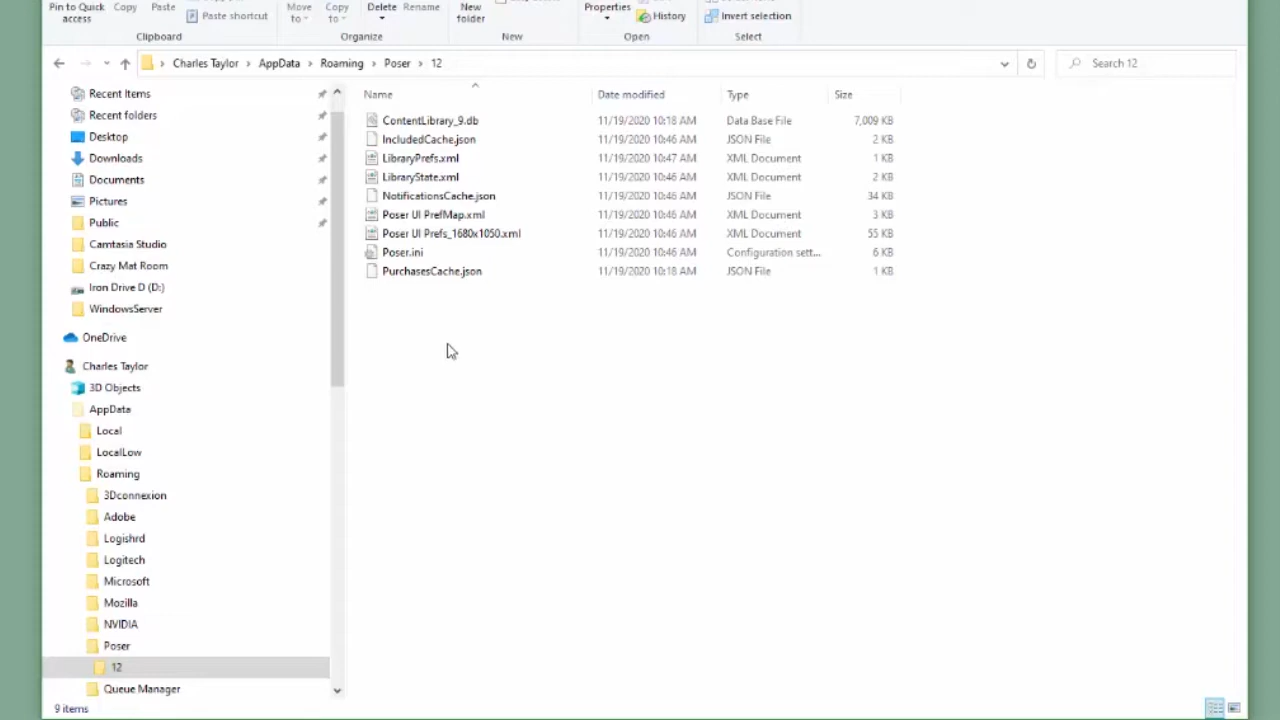 Pin to Quick access
Copy
Paste
Paste shortcut
Move to
Copy to
Delete
Rename
New folder
Properties
History
Invert selection
Clipboard
Organize
New
Open
Select
Charles Taylor > AppData > Roaming > Poser > 12
Search 12
Name Date modified Type Size
ContentLibrary_9.db 11/19/2020 10:18 AM Data Base File 7,009 KB
IncludedCache.json 11/19/2020 10:46 AM JSON File 2 KB
LibraryPrefs.xml 11/19/2020 10:47 AM XML Document 1 KB
LibraryState.xml 11/19/2020 10:46 AM XML Document 2 KB
NotificationsCache.json 11/19/2020 10:46 AM JSON File 34 KB
Poser UI PrefMap.xml 11/19/2020 10:46 AM XML Document 3 KB
Poser UI Prefs_1680x1050.xml 11/19/2020 10:46 AM XML Document 55 KB
Poser.ini 11/19/2020 10:46 AM Configuration sett... 6 KB
PurchasesCache.json 11/19/2020 10:18 AM JSON File 1 KB
Recent Items
Recent folders
Desktop
Downloads
Documents
Pictures
Public
Camtasia Studio
Crazy Mat Room
Iron Drive D (D:)
WindowsServer
OneDrive
Charles Taylor
3D Objects
AppData
Local
LocalLow
Roaming
3Dconnexion
Adobe
Logishrd
Logitech
Microsoft
Mozilla
NVIDIA
Poser
12
Queue Manager
9 items